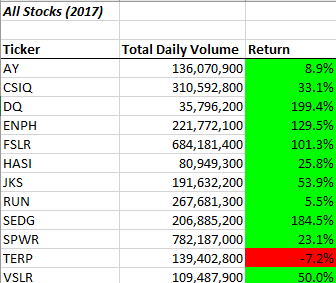 All Stocks (2017)
Ticker Total Daily Volume Return
AY 136,070,900 8.9%
CSIQ 310,592,800 33.1%
DQ 35,796,200 199.4%
ENPH 221,772,100 129.5%
FSLR 684,181,400 101.3%
HASI 80,949,300 25.8%
JKS 191,632,200 53.9%
RUN 267,681,300 5.5%
SEDG 206,885,200 184.5%
SPWR 782,187,000 23.1%
TERP 139,402,800 -7.2%
VSLR 109,487,900 50.0%